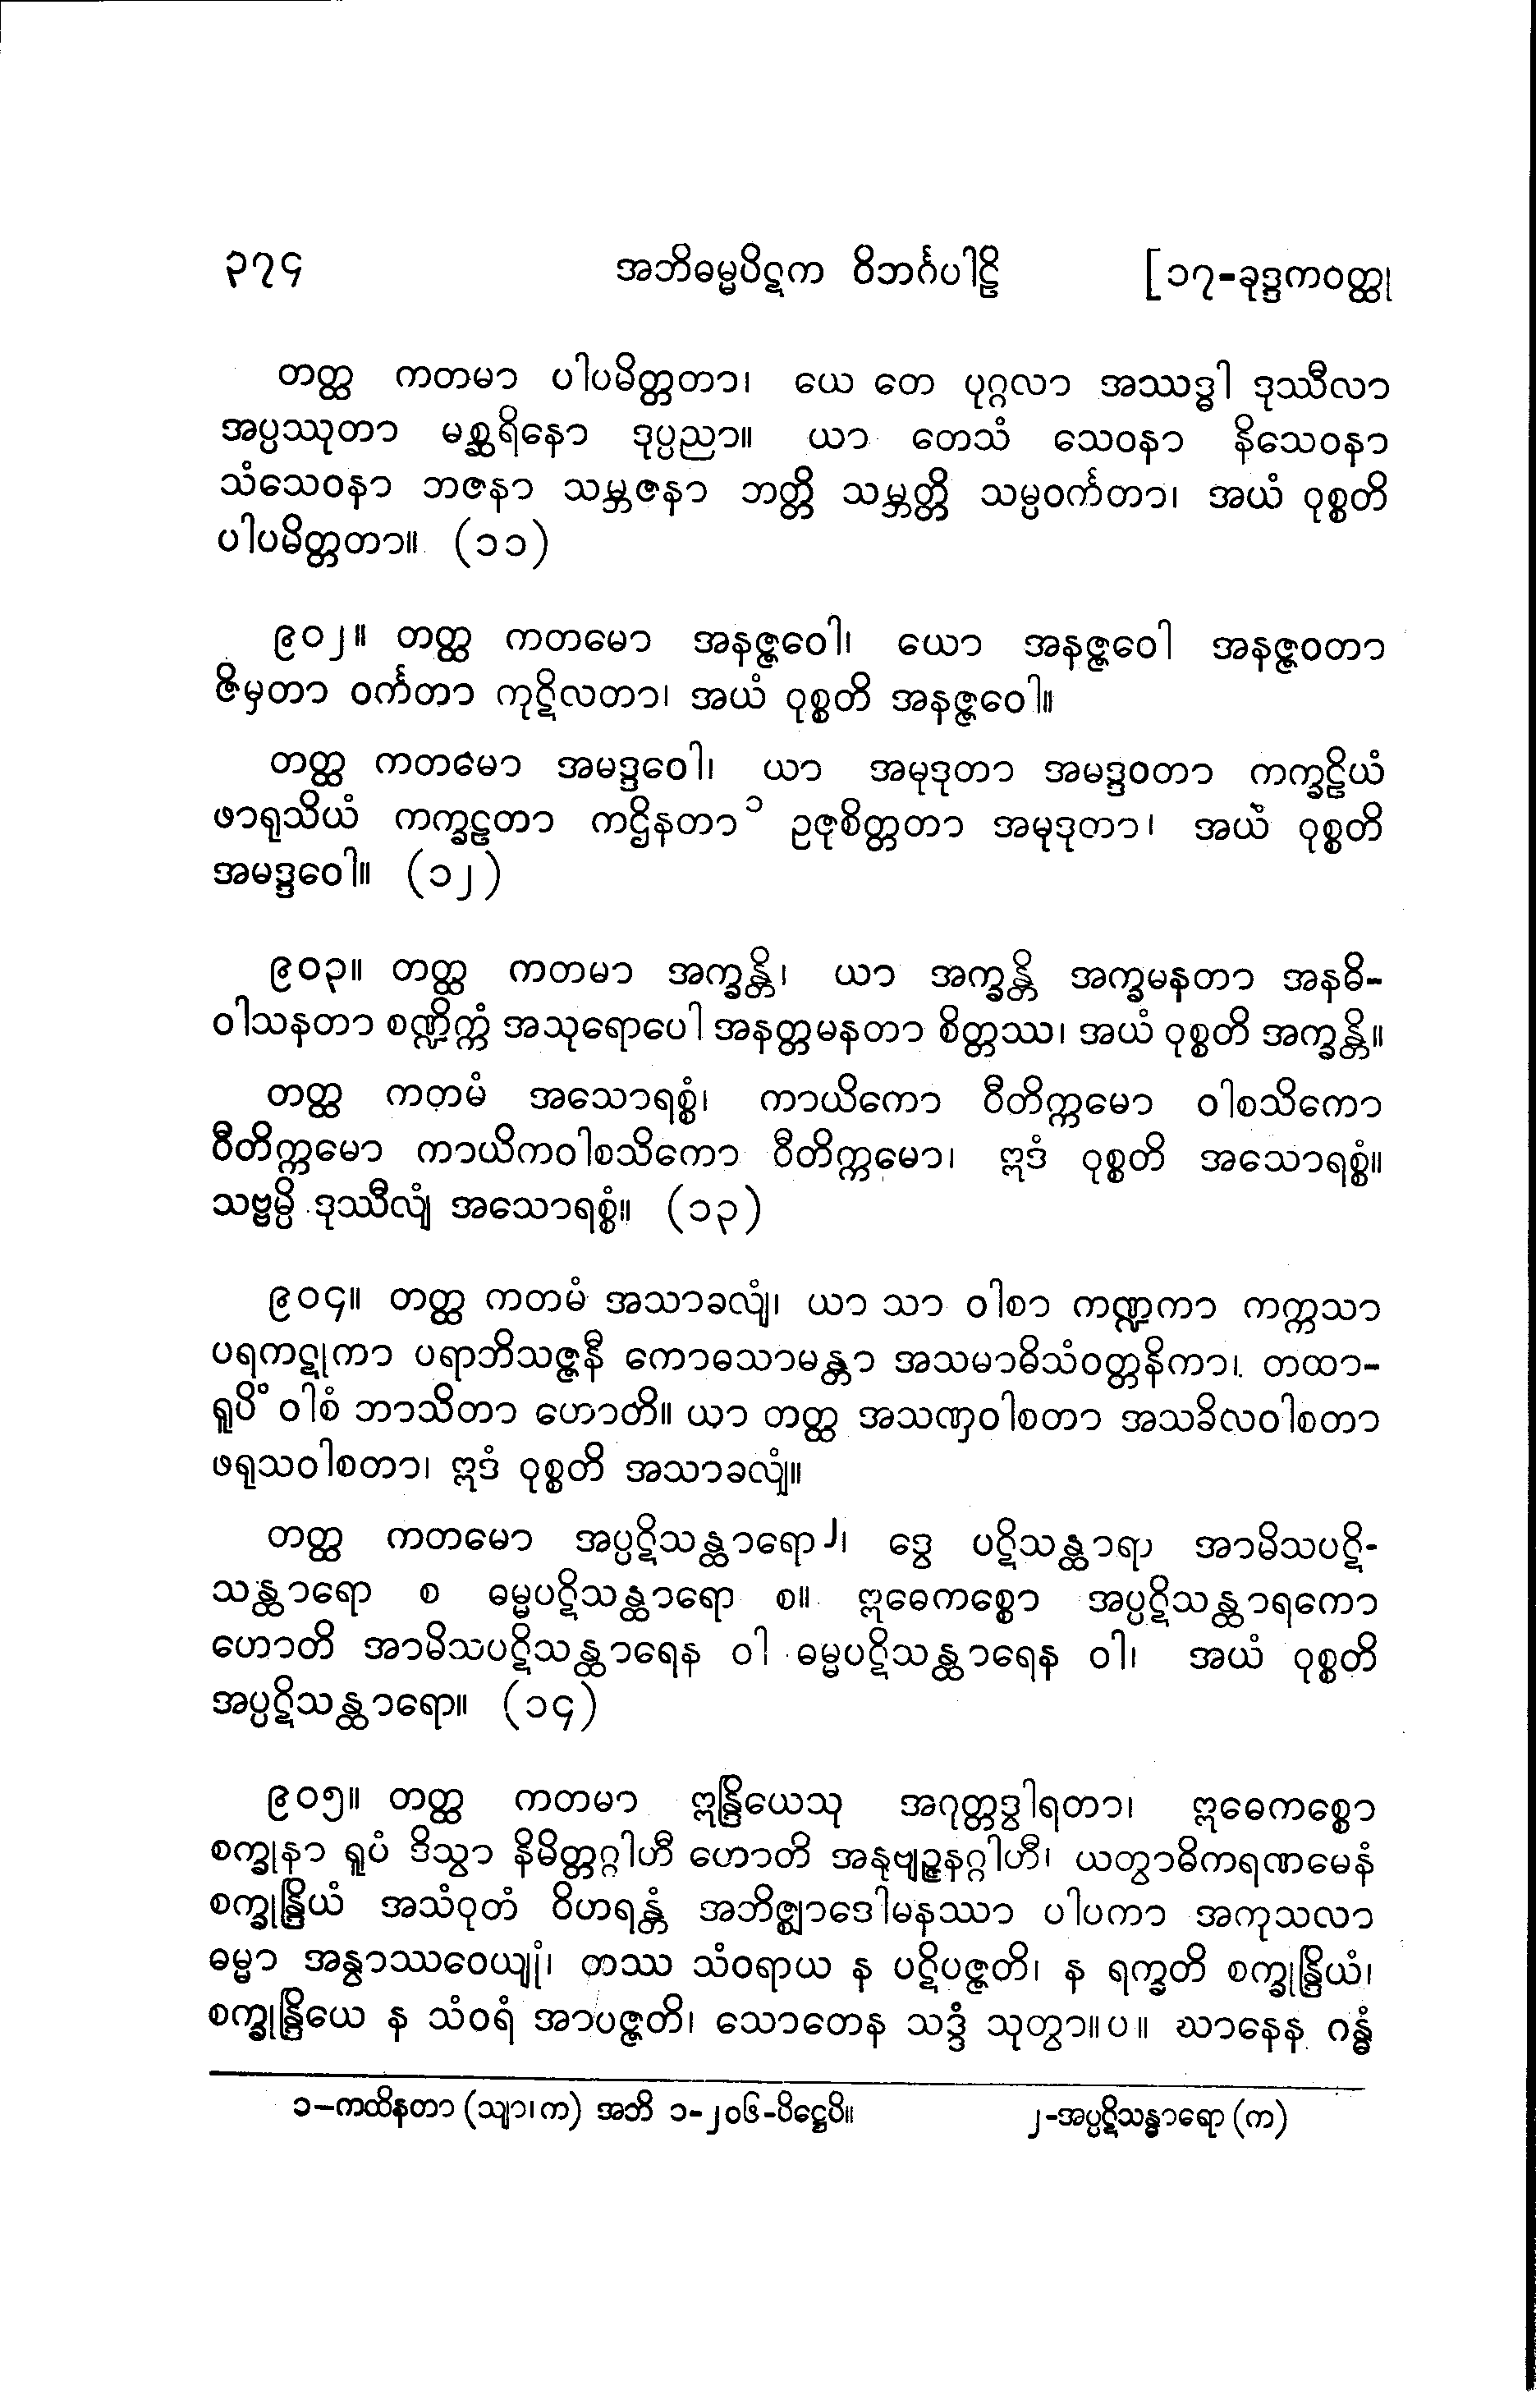 ၃၇၄ အဘိဓမ္မပိဋက ဝိဘင်္ဂပါဠိ [၁၇-ခုဒ္ဒကဝတ္ထု
တတ္ထ ကတမာ ပါပမိတ္တတာ၊ ယေ တေ ပုဂ္ဂလာ အဿဒ္ဓါ ဒုဿီလာ
အပ္ပဿုတာ မစ္ဆရိနော ဒုပ္ပညာ။ ယာ တေသံ သေဝနာ နိသေဝနာ
သံသေဝနာ ဘဇနာ သမ္ဘဇနာ ဘတ္တိ သမ္ဘတ္တိ သမ္ပဝင်္ကတာ၊ အယံ ဝုစ္စတိ
ပါပမိတ္တတာ။ (၁၁)
၉၀၂။ တတ္ထ ကတမော အနဇ္ဇဝေါ၊ ယော အနဇ္ဇဝေါ အနဇ္ဇဝတာ
ဇိမှတာ ဝင်္ကတာ ကုဋိလတာ၊ အယံ ဝုစ္စတိ အနဇ္ဇဝေါ။
တတ္ထ ကတမော အမဒ္ဒဝေါ၊ ယာ အမုဒုတာ အမဒ္ဒဝတာ ကက္ခဠိယံ
ဖာရုသိယံ ကက္ခဠတာ ကဌိနတာ ၁ ဥဇုစိတ္တတာ အမုဒုတာ၊ အယံ ဝုစ္စတိ
အမဒ္ဒဝေါ။ (၁၂)
၉၀၃။ တတ္ထ ကတမာ အက္ခန္တိ၊ ယာ အက္ခန္တိ အက္ခမနတာ အနဓိ-
ဝါသနတာ စဏ္ဍိက္ကံ အသုရောပေါ အနတ္တမနတာ စိတ္တဿ၊ အယံ ဝုစ္စတိ အက္ခန္တိ။
တတ္ထ ကတမံ အသောရစ္စံ၊ ကာယိကော ဝီတိက္ကမော ဝါစသိကော
ဝီတိက္ကမော ကာယိကဝါစသိကော ဝီတိက္ကမော၊ ဣဒံ ဝုစ္စတိ အသောရစ္စံ။
သဗ္ဗမ္ပိ ဒုဿီလျံ အသောရစ္စံ။ (၁၃)
၉၀၄။ တတ္ထ ကတမံ အသာခလျံ၊ ယာ သာ ဝါစာ ကဏ္ဍကာ ကက္ကသာ
ပရကဋုကာ ပရာဘိသဇ္ဇနီ ကောဓသာမန္တာ အသမာဓိသံဝတ္တနိကာ၊ တထာ-
ရူပိံ ဝါစံ ဘာသိတာ ဟောတိ။ ယာ တတ္ထ အသဏှဝါစတာ အသခိလဝါစတာ
ဖရုသဝါစတာ၊ ဣဒံ ဝုစ္စတိ အသာခလျံ။
တတ္ထ ကတမော အပ္ပဋိသန္ထာရော ၂၊ ဒွေ ပဋိသန္ထာရာ အာမိသပဋိ-
သန္ထာရော စ ဓမ္မပဋိသန္ထာရော စ။ ဣဓေကစ္စော အပ္ပဋိသန္ထာရကော
ဟောတိ အာမိသပဋိသန္ထာရေန ဝါ ဓမ္မပဋိသန္ထာရေန ဝါ၊ အယံ ဝုစ္စတိ
အပ္ပဋိသန္ထာရော။ (၁၄)
၉၀၅။ တတ္ထ ကတမာ ဣန္ဒြိယေသု အဂုတ္တဒွါရတာ၊ ဣဓေကစ္စော
စက္ခုနာ ရူပံ ဒိသွာ နိမိတ္တဂ္ဂါဟီ ဟောတိ အနုဗျဉ္ဇနဂ္ဂါဟီ၊ ယတွာဓိကရဏမေနံ
စက္ခုန္ဒြိယံ အသံဝုတံ ဝိဟရန္တံ အဘိဇ္ဈာဒေါမနဿာ ပါပကာ အကုသလာ
ဓမ္မာ အန္ဝာဿဝေယျုံ၊ တဿ သံဝရာယ န ပဋိပဇ္ဇတိ၊ န ရက္ခတိ စက္ခုန္ဒြိယံ၊
စက္ခုန္ဒြိယေ န သံဝရံ အာပဇ္ဇတိ၊ သောတေန သဒ္ဒံ သုတွာ။ပ။ ဃာနေန ဂန္ဓံ
၁-ကထိနတာ (သျာ၊က) အဘိ ၁-၂၀၆-ပိဋ္ဌေပိ။ ၂-အပ္ပဋိသန္ဓာရော (က)